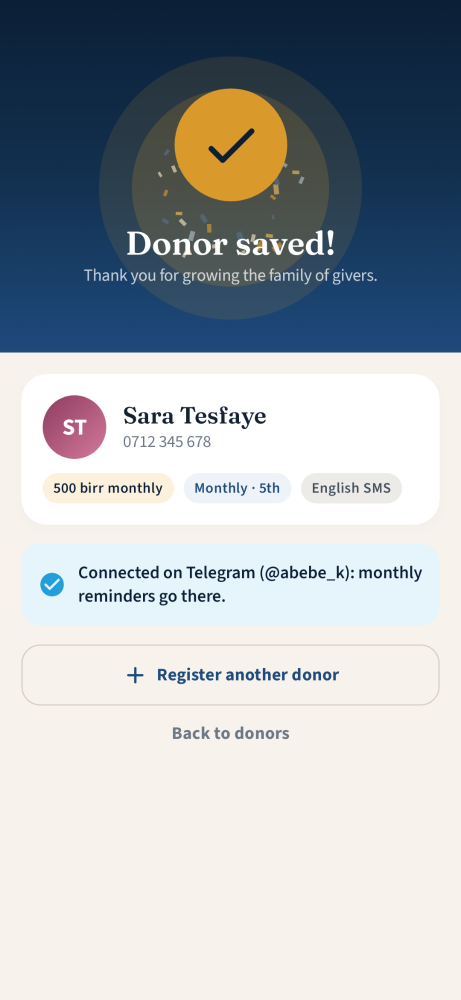 Donor saved!
Thank you for growing the family of givers.
ST
Sara Tesfaye
0712 345 678
500 birr monthly
Monthly · 5th
English SMS
Connected on Telegram (@abebe_k): monthly
reminders go there.
Register another donor
Back to donors